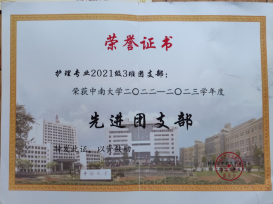 荣誉证书
护理专业2021级3班团支部：
荣获中南大学二〇二二—二〇二三学年度
先进团支部
特发此证，以资鼓励。